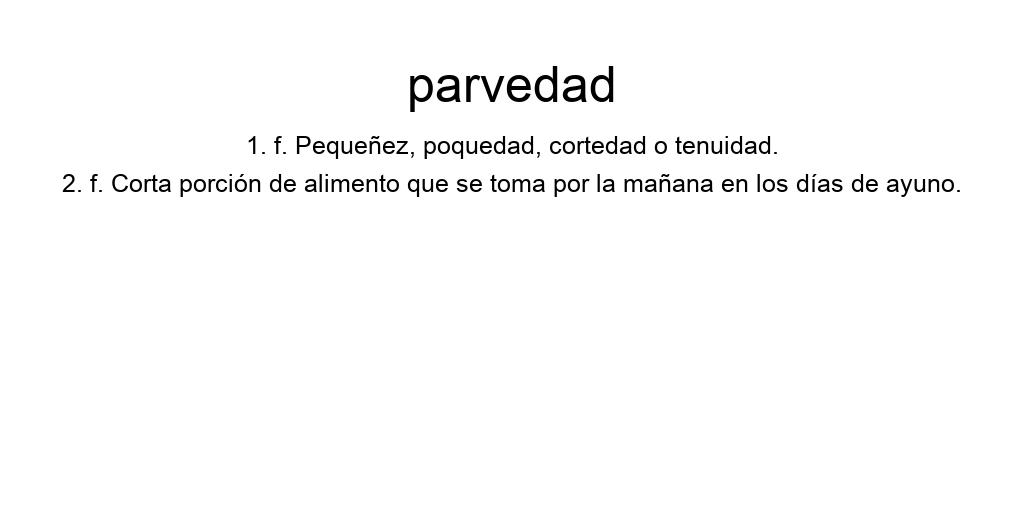 parvedad
1. f. Pequeñez, poquedad, cortedad o tenuidad.
2. f. Corta porción de alimento que se toma por la mañana en los días de ayuno.